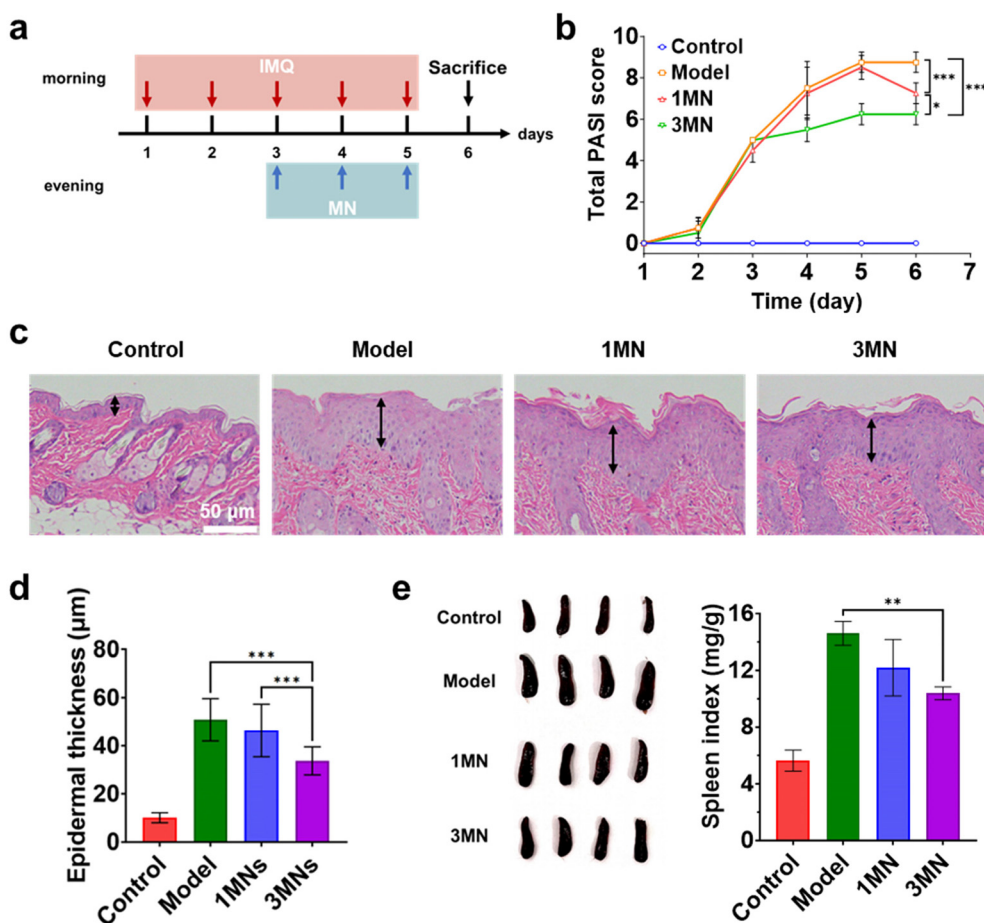 a
morning
IMQ
Sacrifice
days
1 2 3 4 5 6
evening
MN
b
Total PASI score
10
8
6
4
2
0
Control
Model
1MN
3MN
***
*
***
1 2 3 4 5 6 7
Time (day)
c
Control Model 1MN 3MN
50 µm
d
Epidermal thickness (µm)
80
60
40
20
0
***
***
Control Model 1MNs 3MNs
e
Control
Model
1MN
3MN
Spleen index (mg/g)
16
12
8
4
0
**
Control Model 1MN 3MN